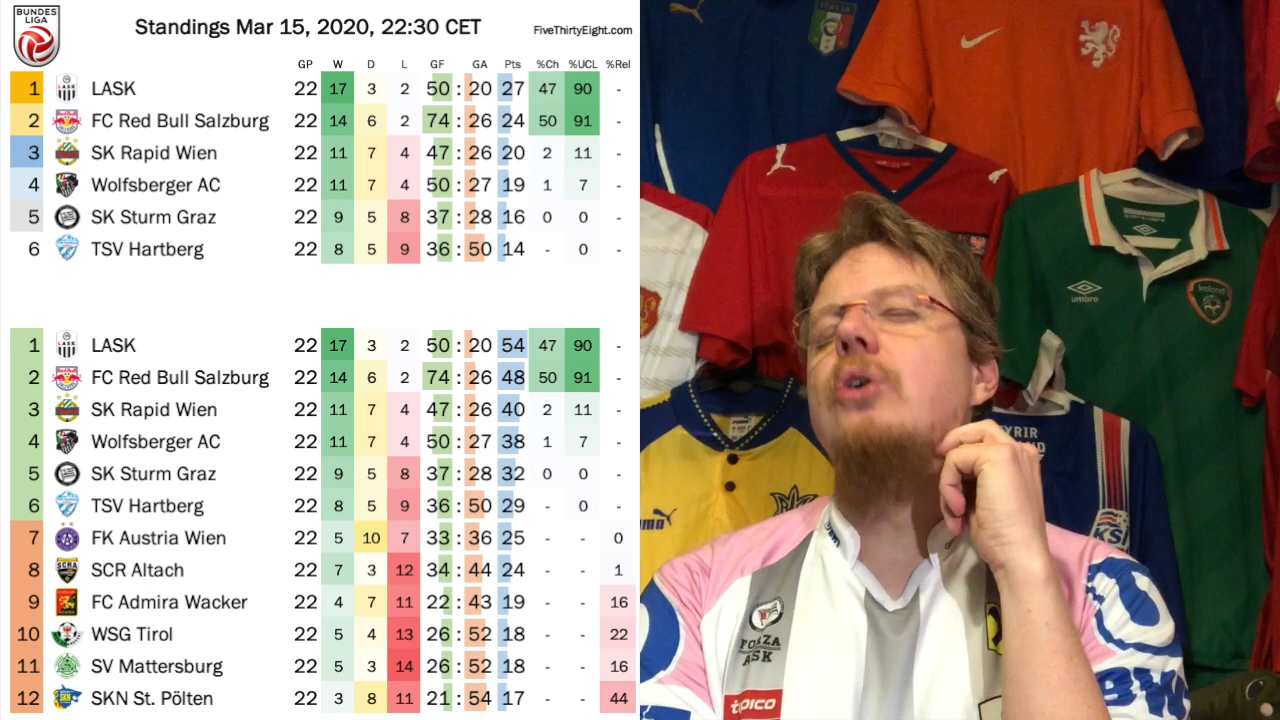 BUNDES
LIGA
Standings Mar 15, 2020, 22:30 CET
FiveThirtyEight.com
GP W D L GF GA Pts %Ch %UCL %Rel
1 LASK 22 17 3 2 50 : 20 27 47 90 -
2 FC Red Bull Salzburg 22 14 6 2 74 : 26 24 50 91 -
3 SK Rapid Wien 22 11 7 4 47 : 26 20 2 11 -
4 Wolfsberger AC 22 11 7 4 50 : 27 19 1 7 -
5 SK Sturm Graz 22 9 5 8 37 : 28 16 0 0 -
6 TSV Hartberg 22 8 5 9 36 : 50 14 - 0 -
1 LASK 22 17 3 2 50 : 20 54 47 90 -
2 FC Red Bull Salzburg 22 14 6 2 74 : 26 48 50 91 -
3 SK Rapid Wien 22 11 7 4 47 : 26 40 2 11 -
4 Wolfsberger AC 22 11 7 4 50 : 27 38 1 7 -
5 SK Sturm Graz 22 9 5 8 37 : 28 32 0 0 -
6 TSV Hartberg 22 8 5 9 36 : 50 29 - 0 -
7 FK Austria Wien 22 5 10 7 33 : 36 25 - - 0
8 SCR Altach 22 7 3 12 34 : 44 24 - - 1
9 FC Admira Wacker 22 4 7 11 22 : 43 19 - - 16
10 WSG Tirol 22 5 4 13 26 : 52 18 - - 22
11 SV Mattersburg 22 5 3 14 26 : 52 18 - - 16
12 SKN St. Pölten 22 3 8 11 21 : 54 17 - - 44
umbro
Ireland
KSÍ
FORZA
tipico